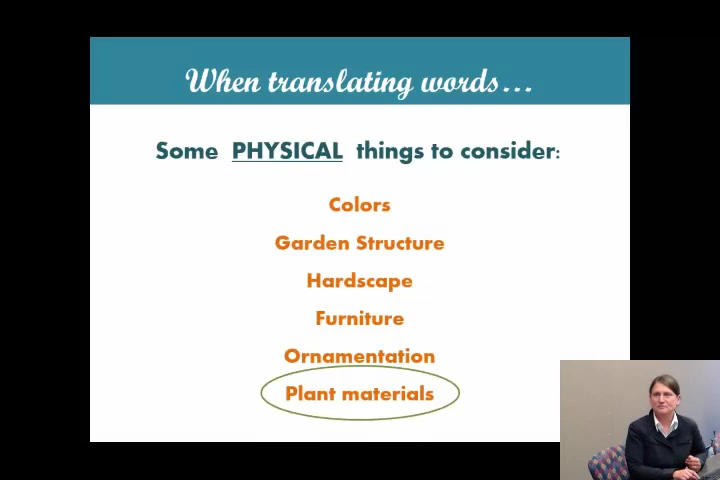 When translating words...
Some PHYSICAL things to consider:
Colors
Garden Structure
Hardscape
Furniture
Ornamentation
Plant materials